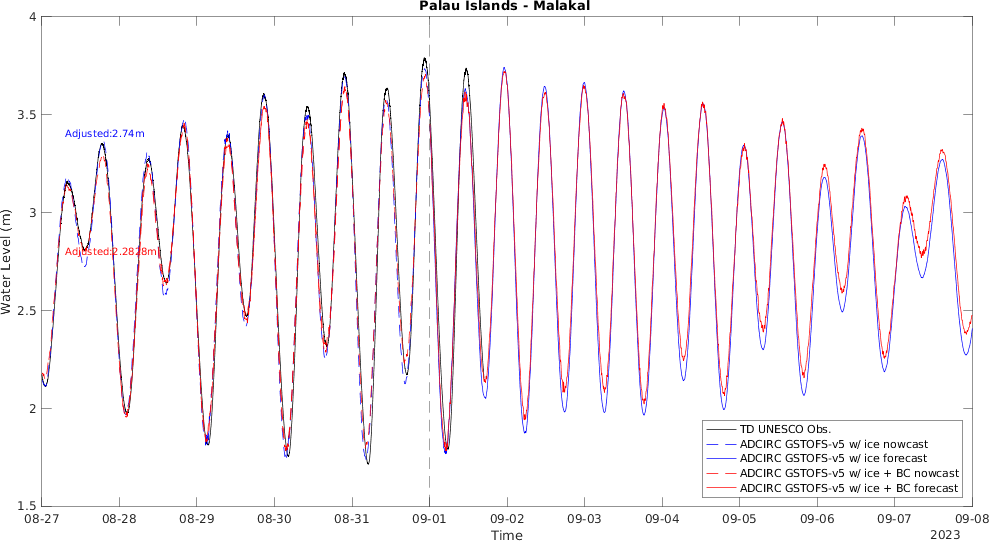 Palau Islands - Malakal
4
3.5
3
2.5
2
1.5
Water Level (m)
Adjusted:2.74m
Adjusted:2.2828m
TD UNESCO Obs.
ADCIRC GSTOFS-v5 w/ ice nowcast
ADCIRC GSTOFS-v5 w/ ice forecast
ADCIRC GSTOFS-v5 w/ ice + BC nowcast
ADCIRC GSTOFS-v5 w/ ice + BC forecast
08-27 08-28 08-29 08-30 08-31 09-01 09-02 09-03 09-04 09-05 09-06 09-07 09-08
Time
2023